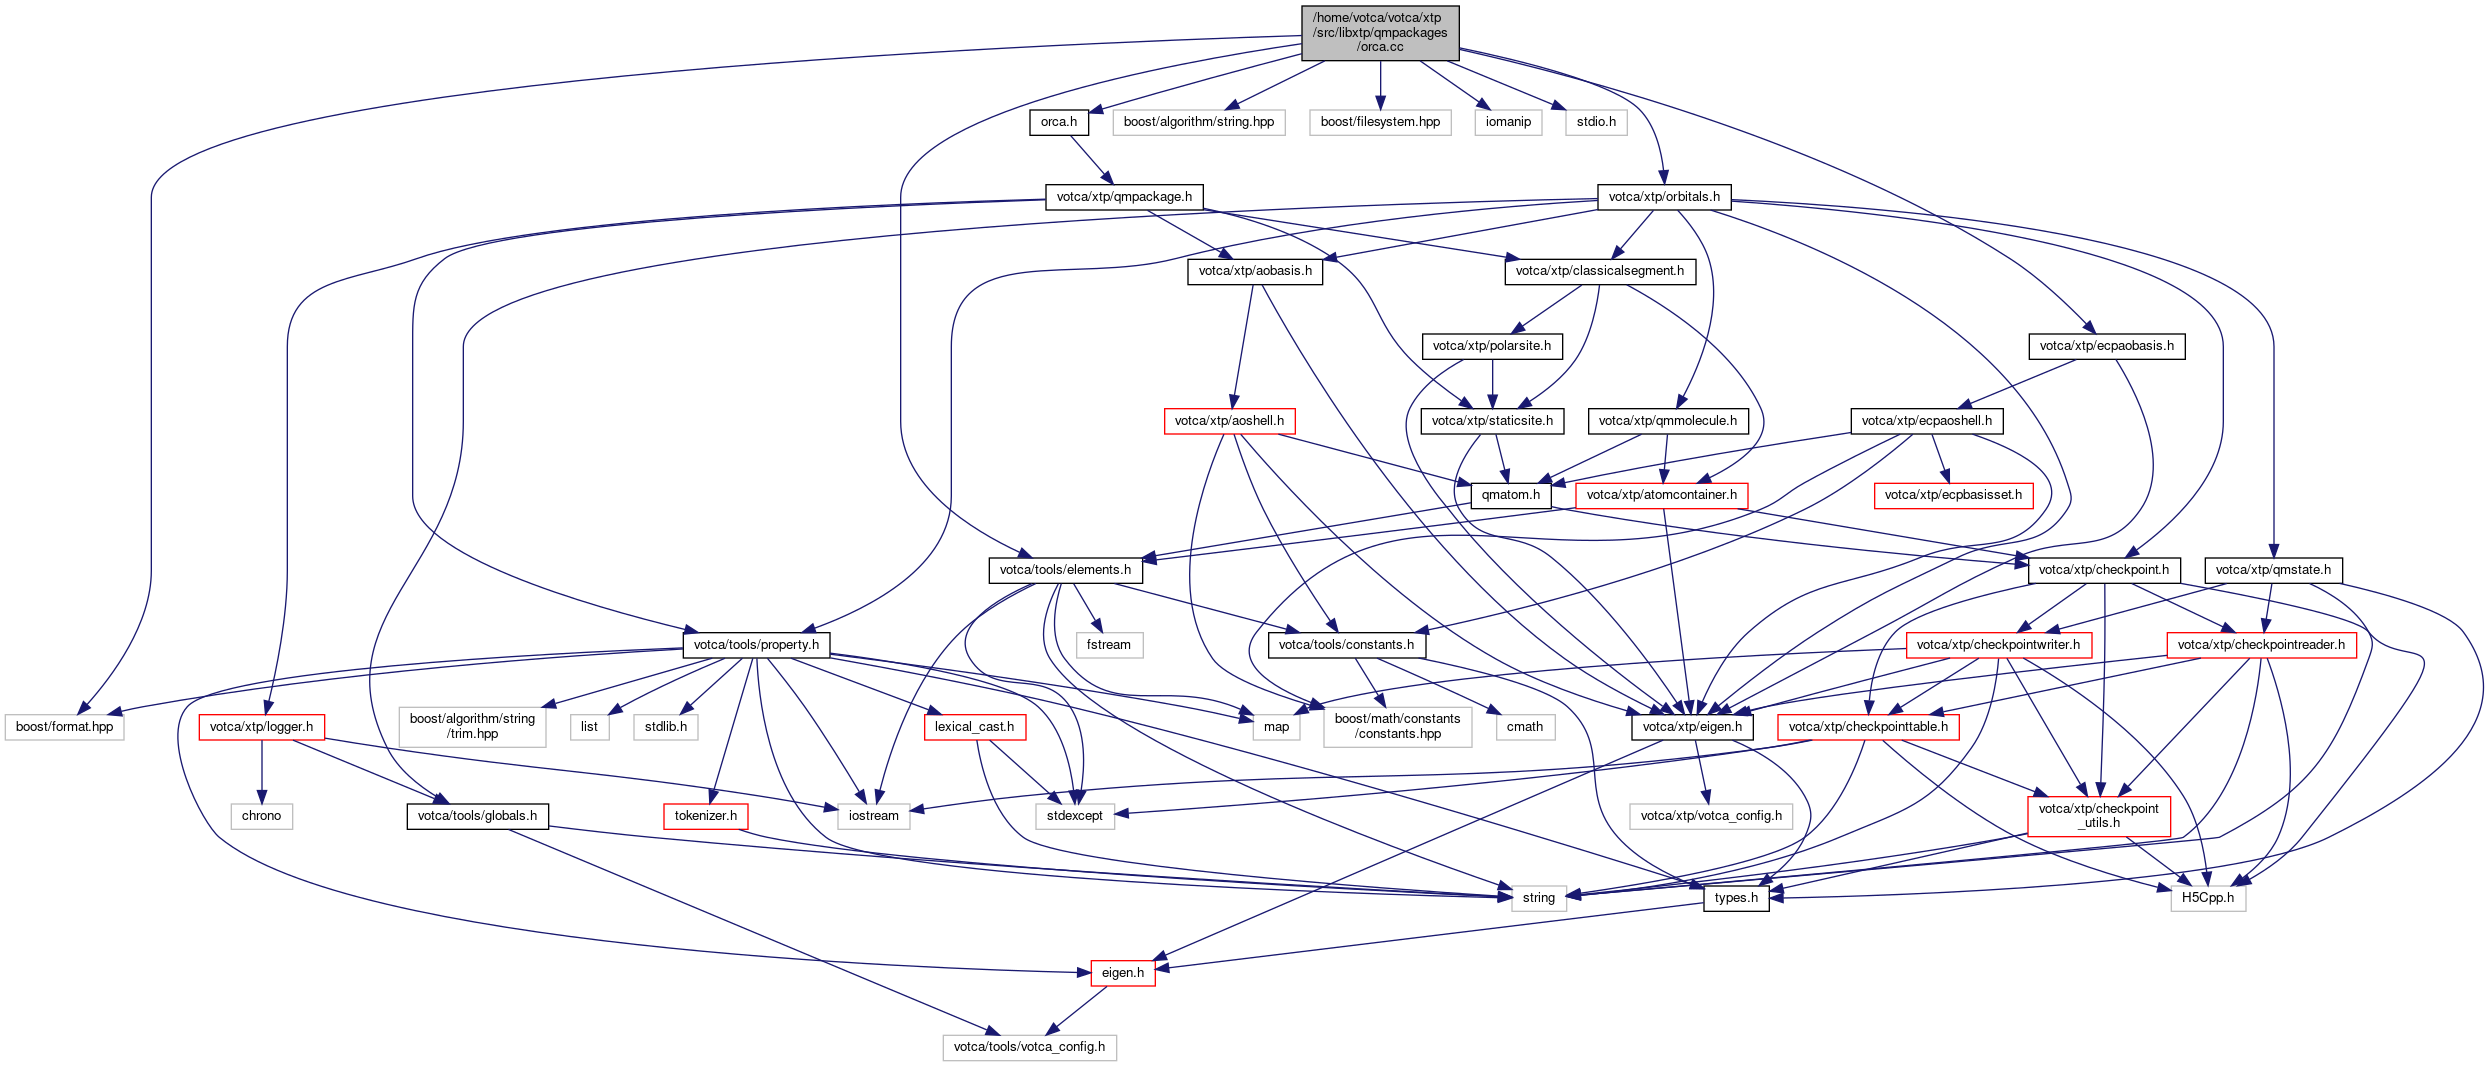 /home/votca/votca/xtp
/src/libxtp/qmpackages
/orca.cc
orca.h
boost/algorithm/string.hpp
boost/filesystem.hpp
iomanip
stdio.h
votca/xtp/qmpackage.h
votca/xtp/orbitals.h
votca/xtp/aobasis.h
votca/xtp/classicalsegment.h
votca/xtp/polarsite.h
votca/xtp/ecpaobasis.h
votca/xtp/aoshell.h
votca/xtp/staticsite.h
votca/xtp/qmmolecule.h
votca/xtp/ecpaoshell.h
qmatom.h
votca/xtp/atomcontainer.h
votca/xtp/ecpbasisset.h
votca/tools/elements.h
votca/xtp/checkpoint.h
votca/xtp/qmstate.h
votca/tools/property.h
fstream
votca/tools/constants.h
votca/xtp/checkpointwriter.h
votca/xtp/checkpointreader.h
boost/format.hpp
votca/xtp/logger.h
boost/algorithm/string
/trim.hpp
list
stdlib.h
lexical_cast.h
map
boost/math/constants
/constants.hpp
cmath
votca/xtp/eigen.h
votca/xtp/checkpointtable.h
chrono
votca/tools/globals.h
tokenizer.h
iostream
stdexcept
votca/xtp/votca_config.h
votca/xtp/checkpoint
_utils.h
string
types.h
H5Cpp.h
eigen.h
votca/tools/votca_config.h